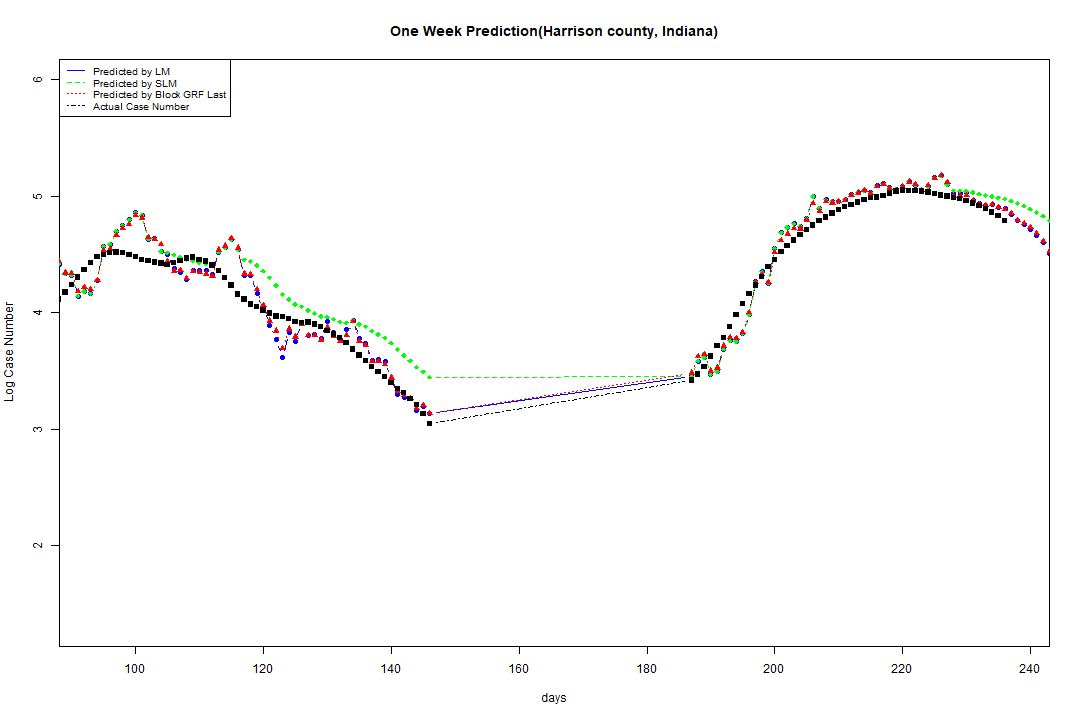 One Week Prediction(Harrison county, Indiana)
Predicted by LM
Predicted by SLM
Predicted by Block GRF Last
Actual Case Number
6
5
4
3
2
Log Case Number
100 120 140 160 180 200 220 240
days